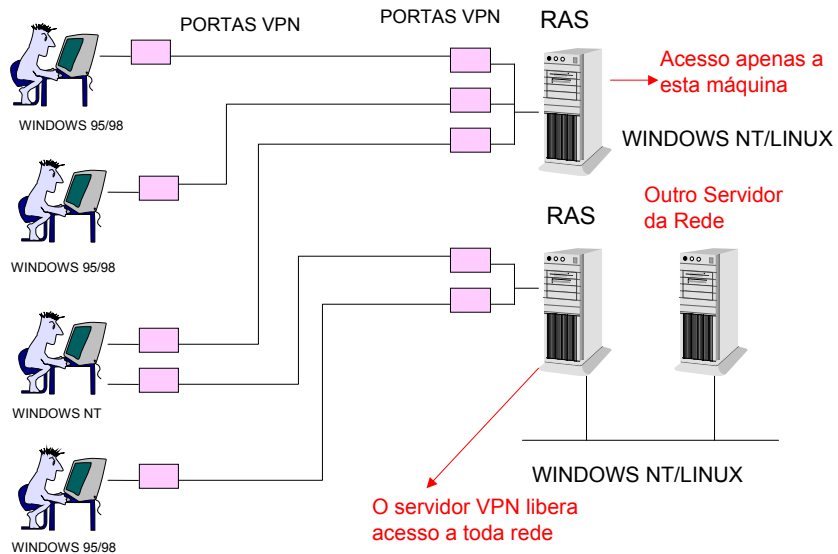 PORTAS VPN
PORTAS VPN
RAS
Acesso apenas a
esta máquina
WINDOWS 95/98
WINDOWS NT/LINUX
Outro Servidor
da Rede
RAS
WINDOWS 95/98
WINDOWS NT
WINDOWS NT/LINUX
O servidor VPN libera
acesso a toda rede
WINDOWS 95/98